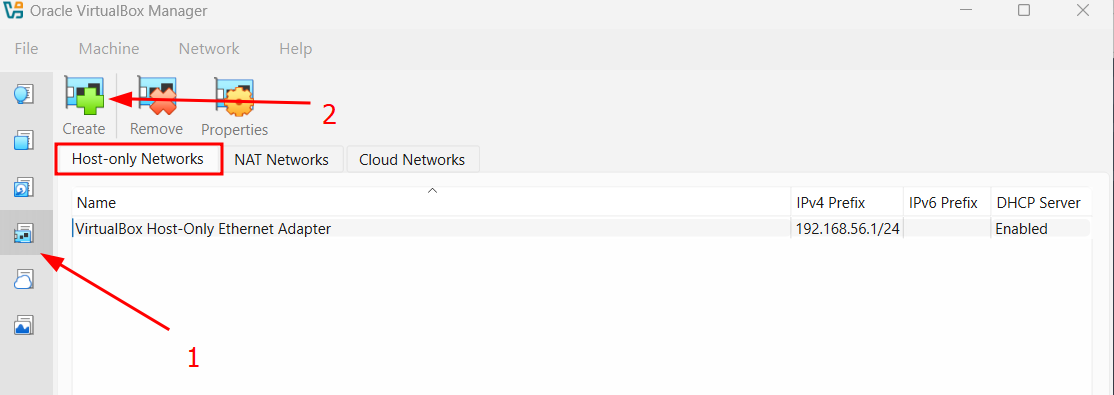 Oracle VirtualBox Manager
File Machine Network Help
2
Create Remove Properties
Host-only Networks NAT Networks Cloud Networks
Name IPv4 Prefix IPv6 Prefix DHCP Server
VirtualBox Host-Only Ethernet Adapter 192.168.56.1/24 Enabled
1